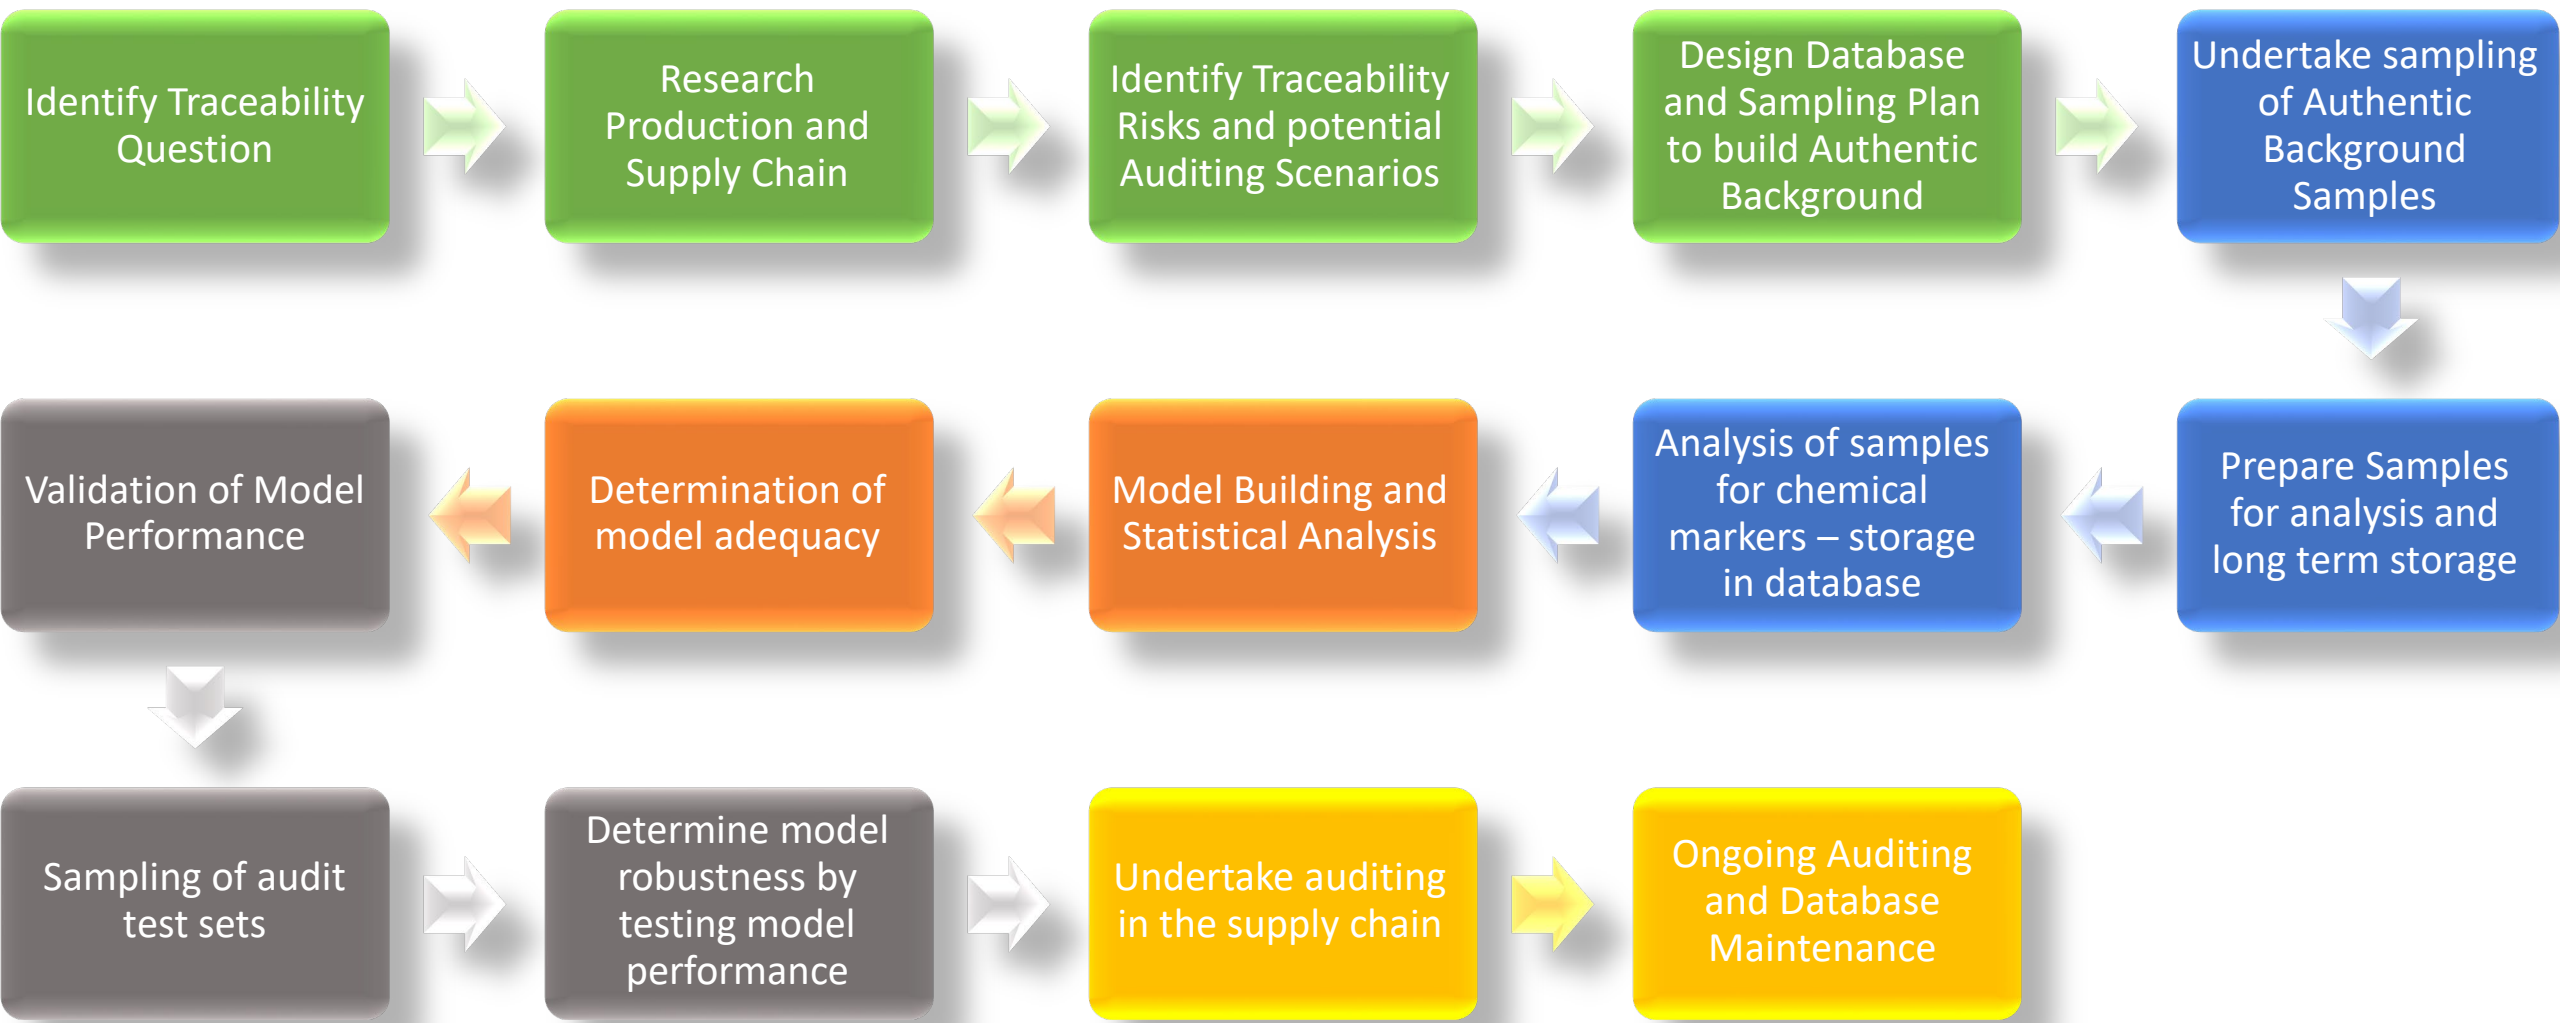 Identify Traceability
Question
Research
Production and
Supply Chain
Identify Traceability
Risks and potential
Auditing Scenarios
Design Database
and Sampling Plan
to build Authentic
Background
Undertake sampling
of Authentic
Background
Samples
Prepare Samples
for analysis and
long term storage
Analysis of samples
for chemical
markers – storage
in database
Model Building and
Statistical Analysis
Determination of
model adequacy
Validation of Model
Performance
Sampling of audit
test sets
Determine model
robustness by
testing model
performance
Undertake auditing
in the supply chain
Ongoing Auditing
and Database
Maintenance